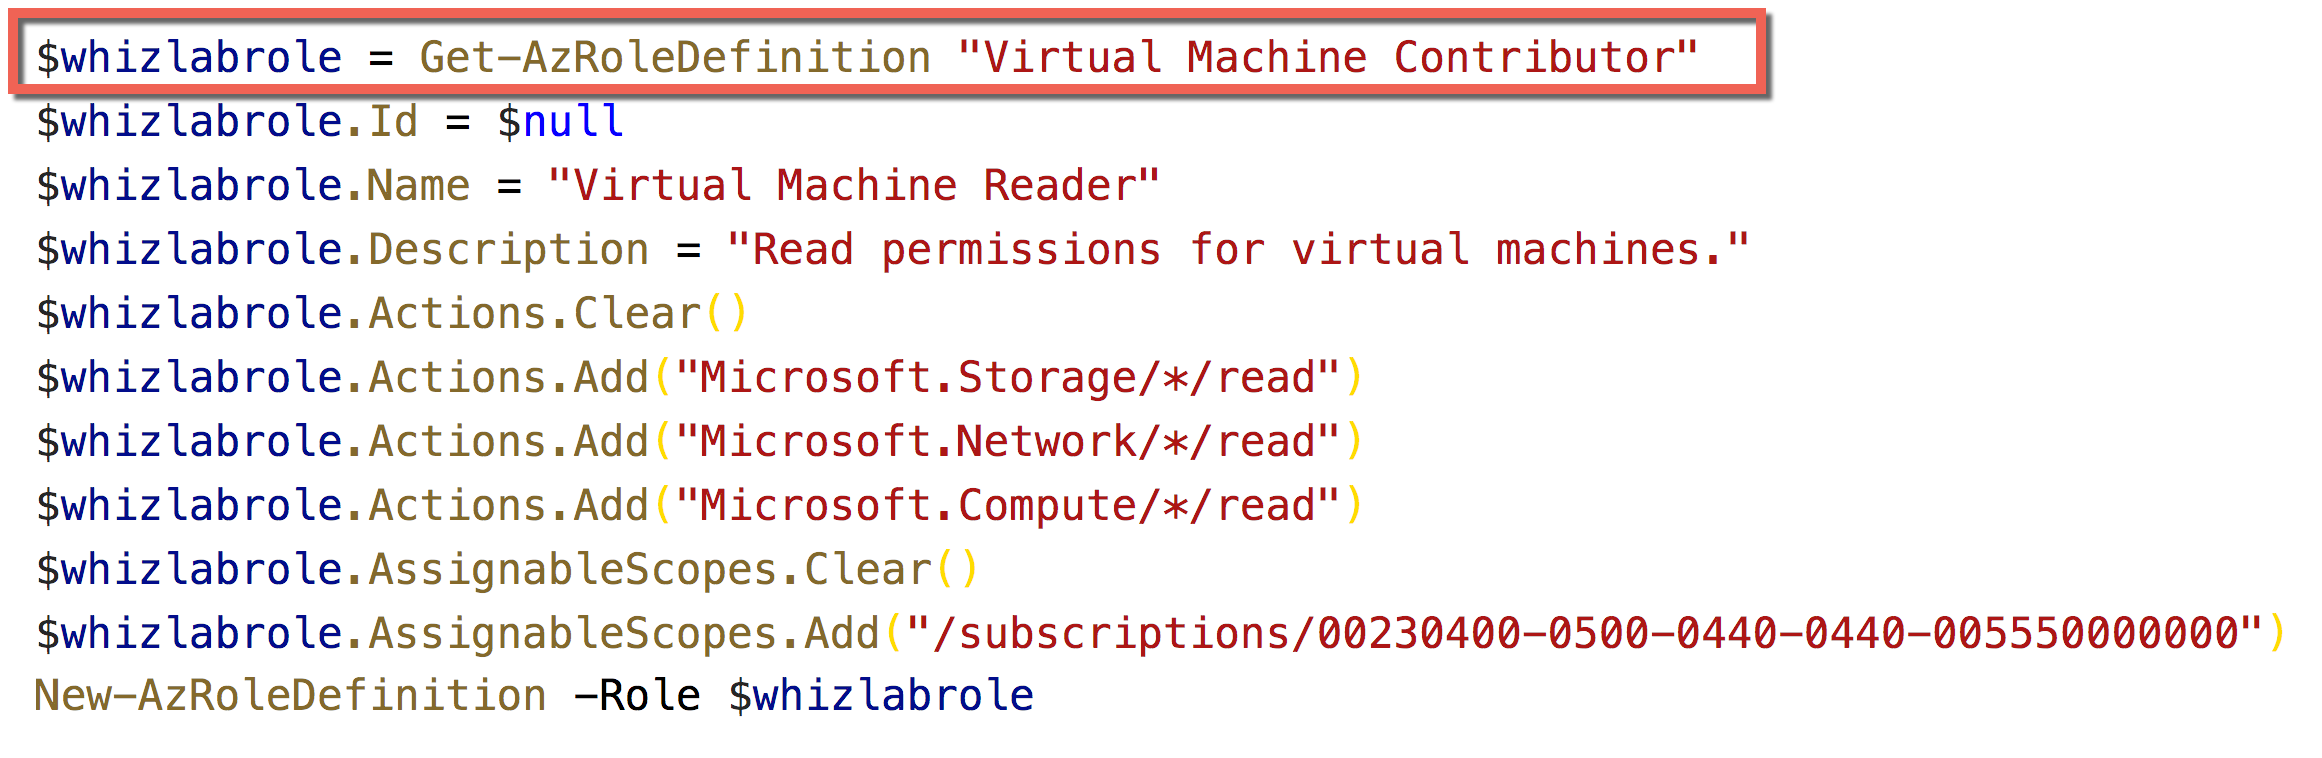 $whizlabrole = Get-AzRoleDefinition "Virtual Machine Contributor"
$whizlabrole.Id = $null
$whizlabrole.Name = "Virtual Machine Reader"
$whizlabrole.Description = "Read permissions for virtual machines."
$whizlabrole.Actions.Clear()
$whizlabrole.Actions.Add("Microsoft.Storage/*/read")
$whizlabrole.Actions.Add("Microsoft.Network/*/read")
$whizlabrole.Actions.Add("Microsoft.Compute/*/read")
$whizlabrole.AssignableScopes.Clear()
$whizlabrole.AssignableScopes.Add("/subscriptions/00230400-0500-0440-0440-005550000000")
New-AzRoleDefinition -Role $whizlabrole